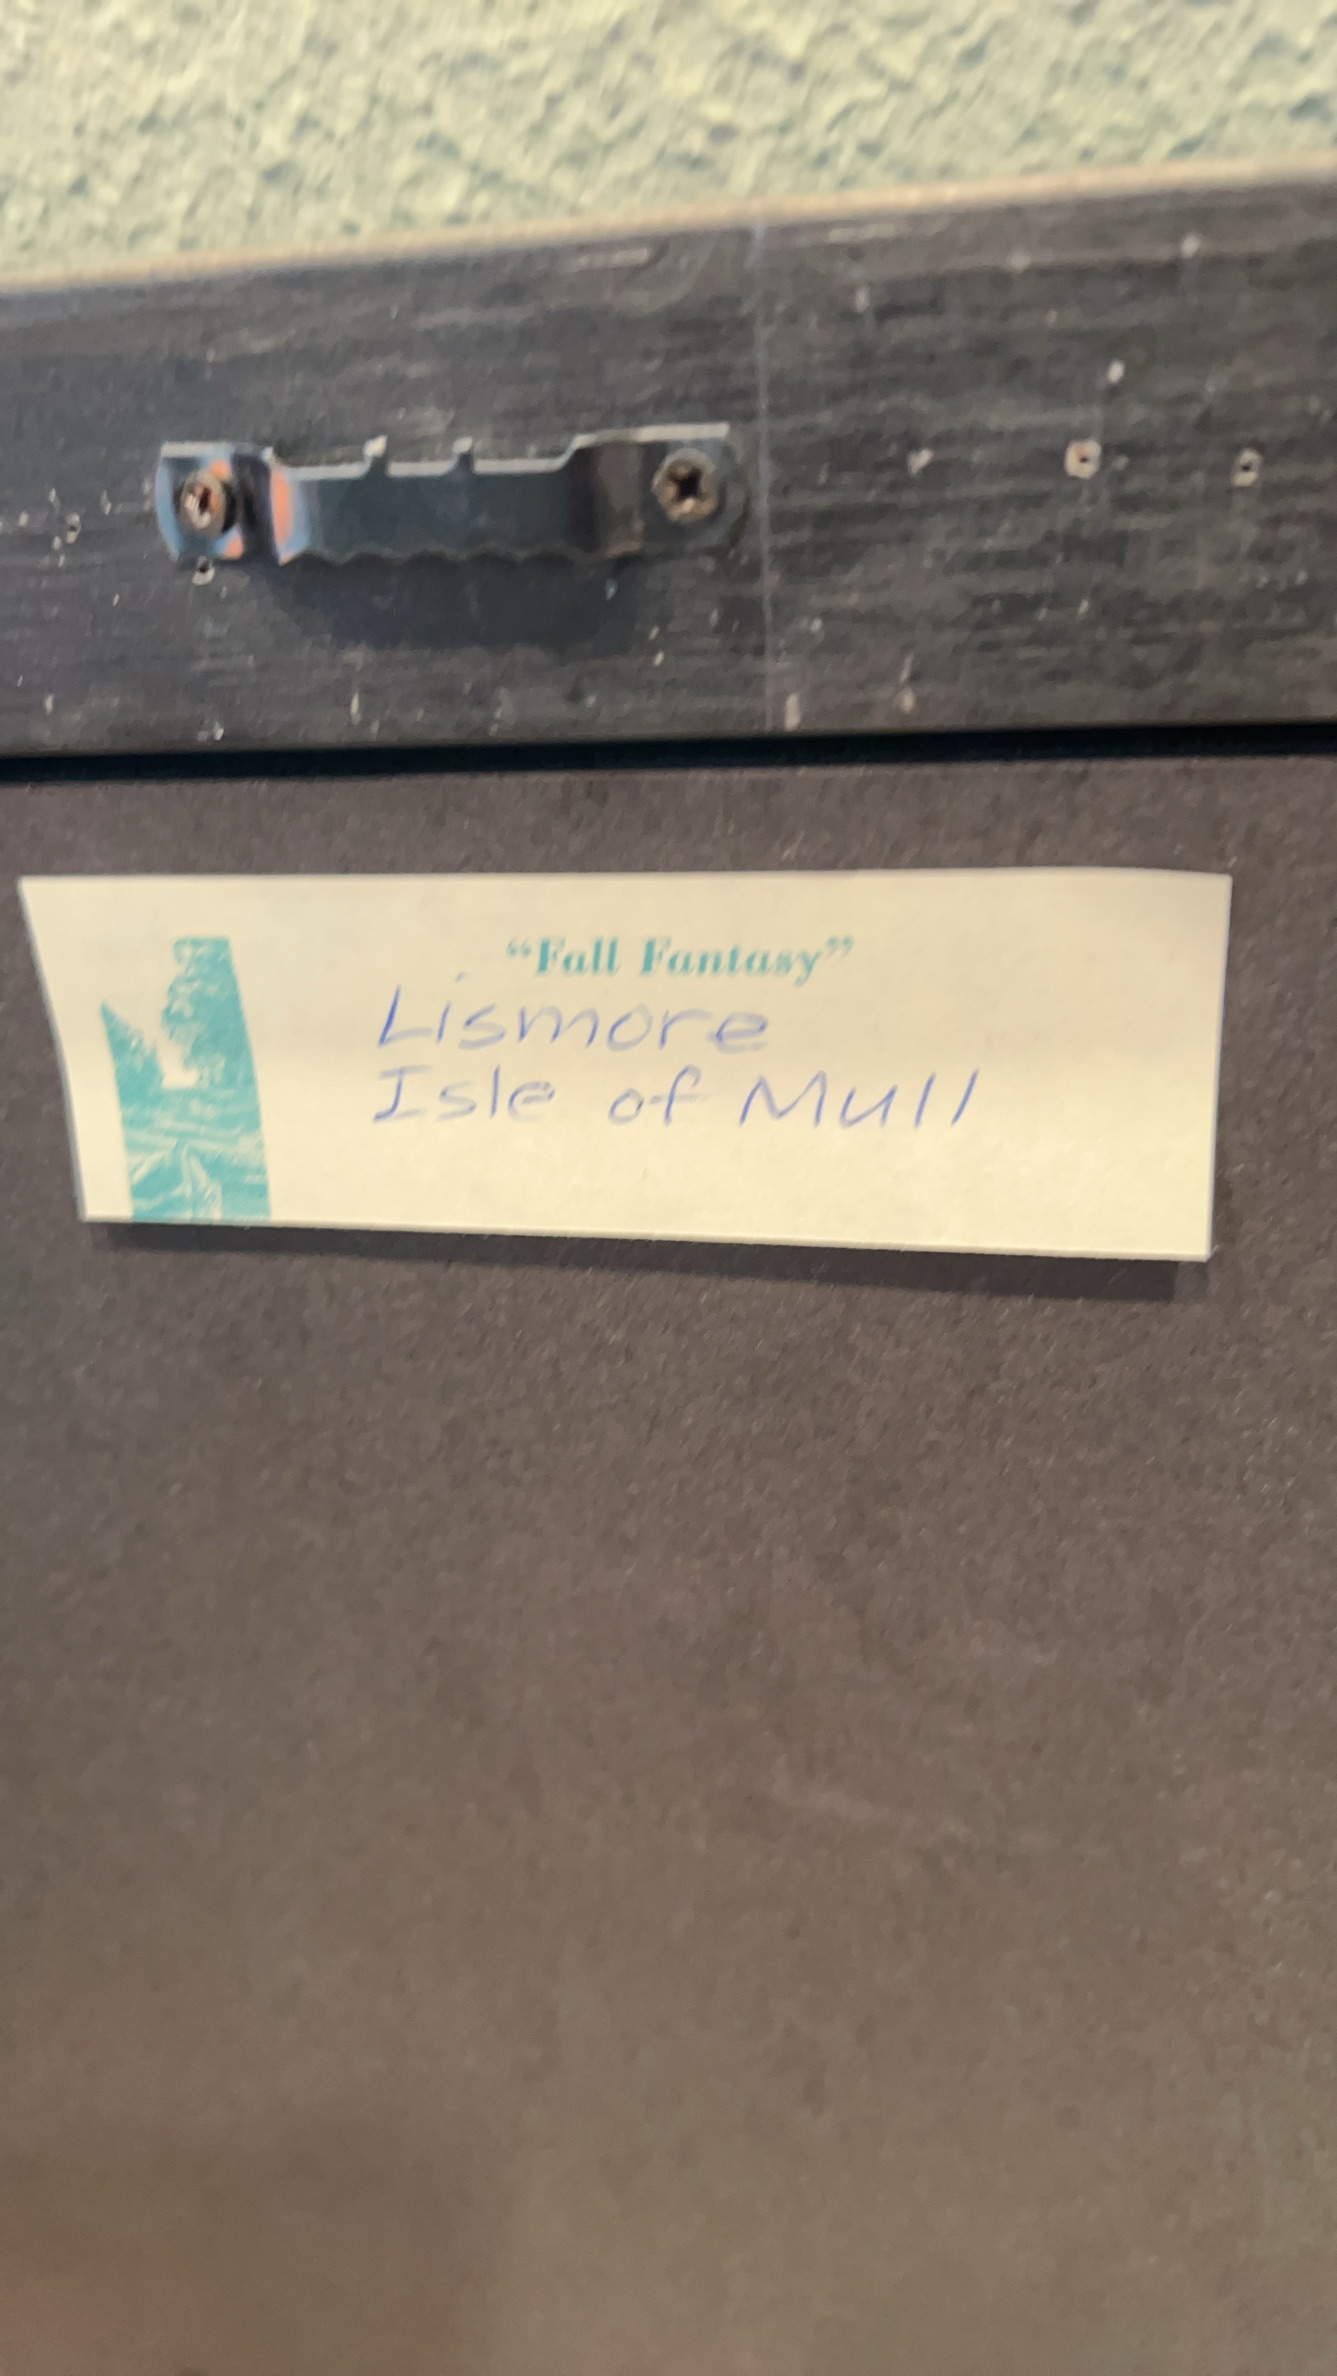 “Fall Fantasy”
Lismore
Isle of Mull